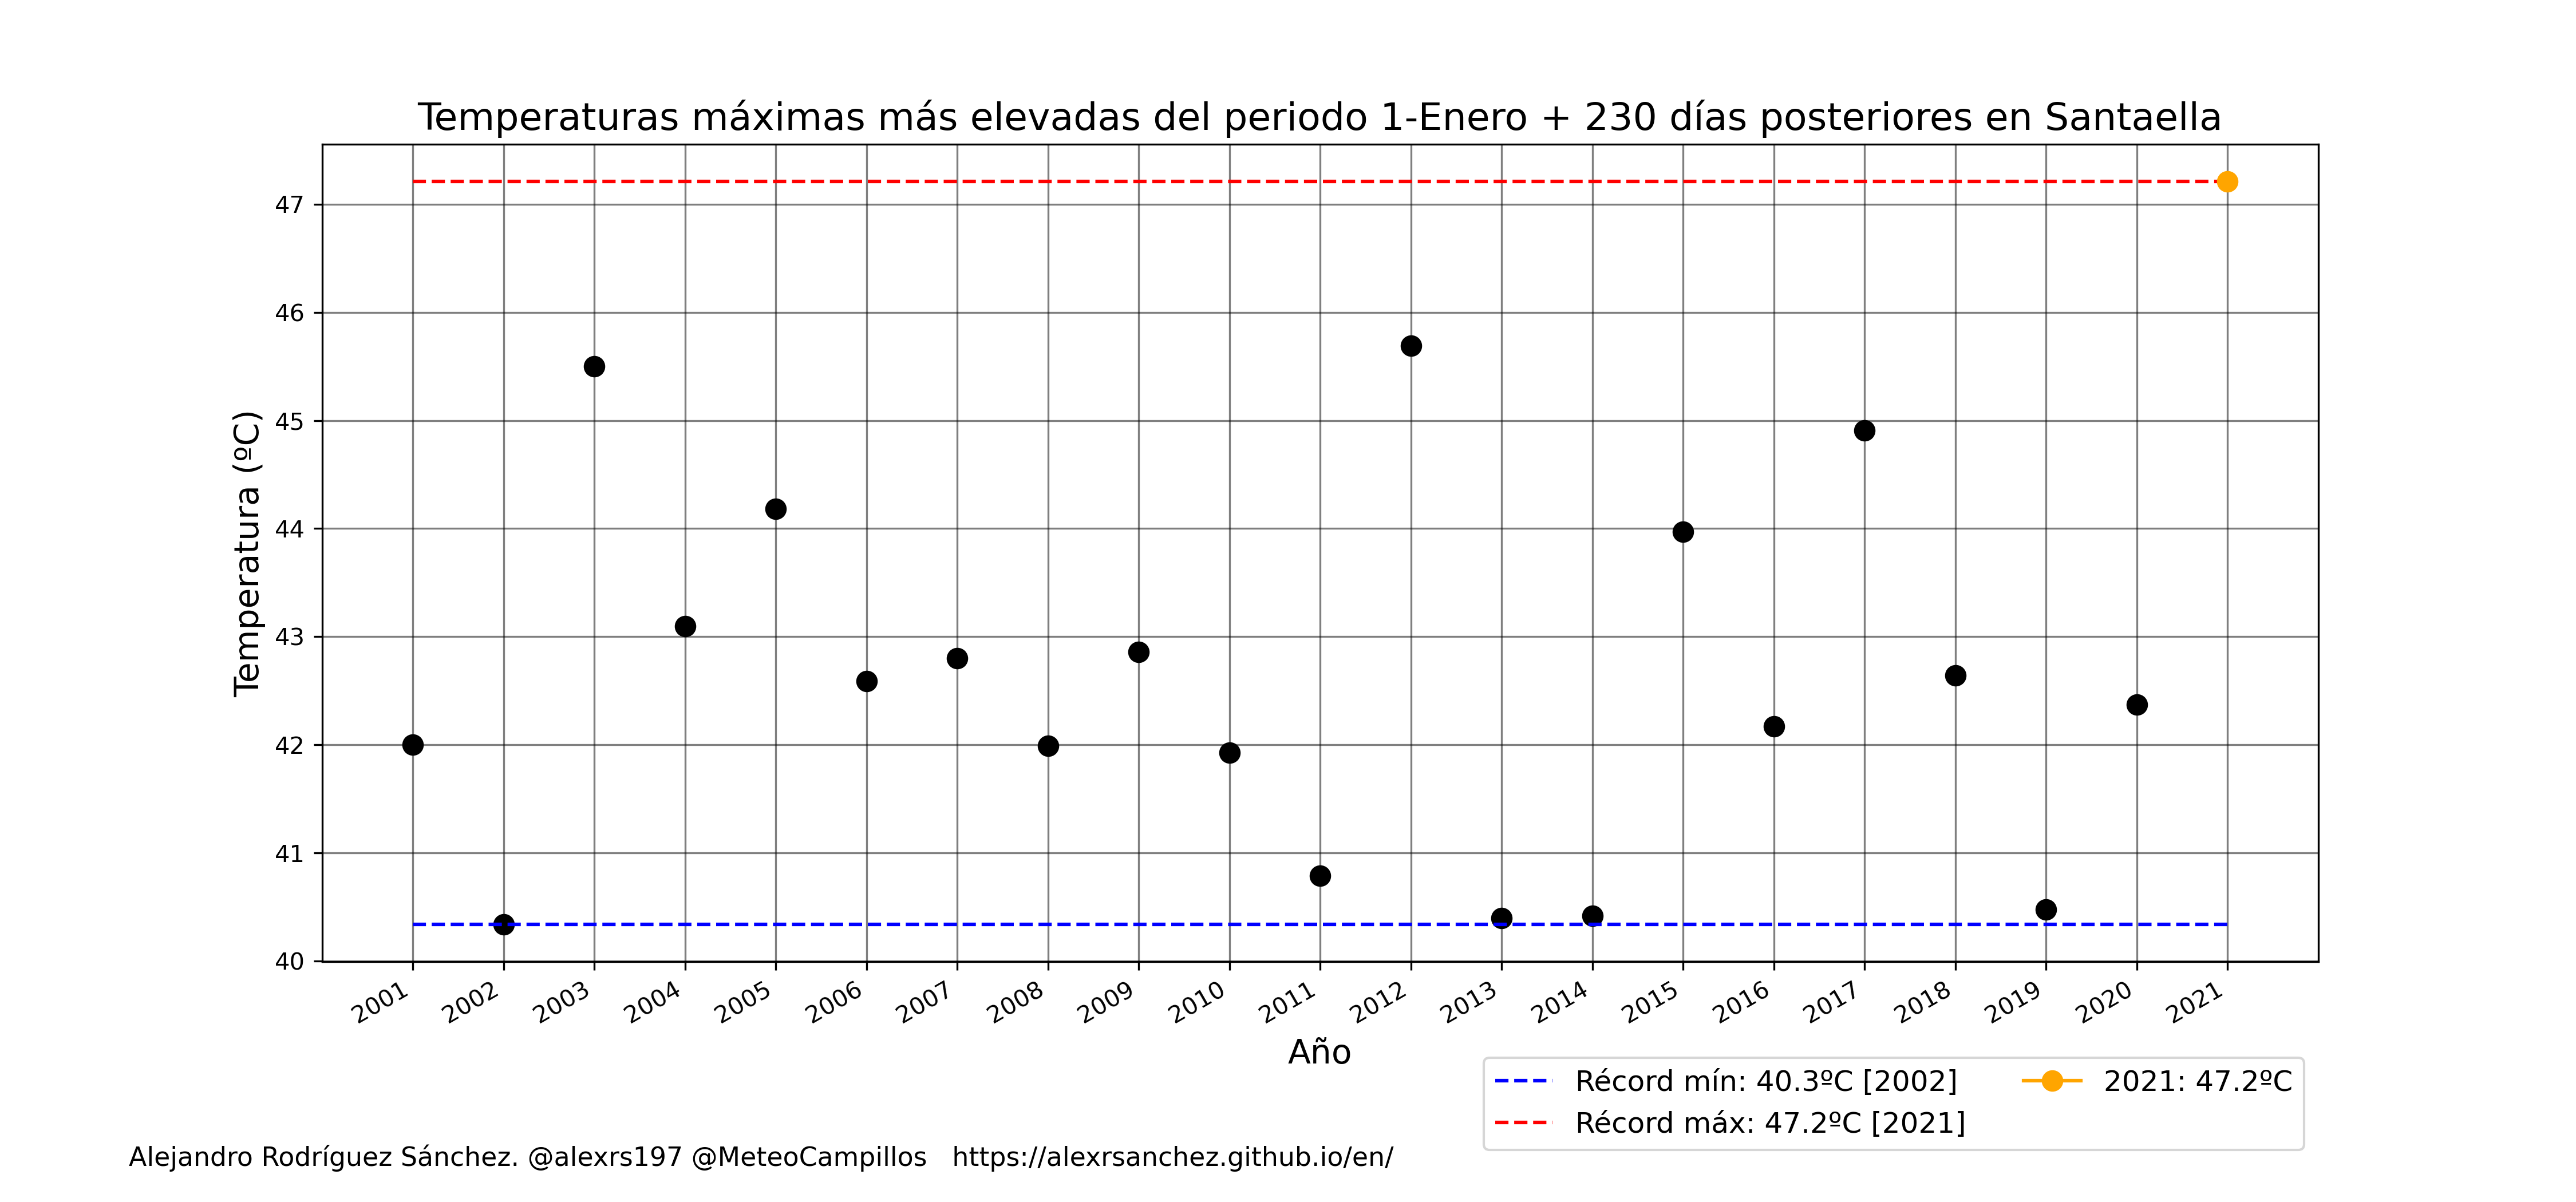 Temperaturas máximas más elevadas del periodo 1-Enero + 230 días posteriores en Santaella
Temperatura (ºC)
47
46
45
44
43
42
41
40
2001 2002 2003 2004 2005 2006 2007 2008 2009 2010 2011 2012 2013 2014 2015 2016 2017 2018 2019 2020 2021
Año
Récord mín: 40.3ºC [2002]
Récord máx: 47.2ºC [2021]
2021: 47.2ºC
Alejandro Rodríguez Sánchez. @alexrs197 @MeteoCampillos https://alexrsanchez.github.io/en/